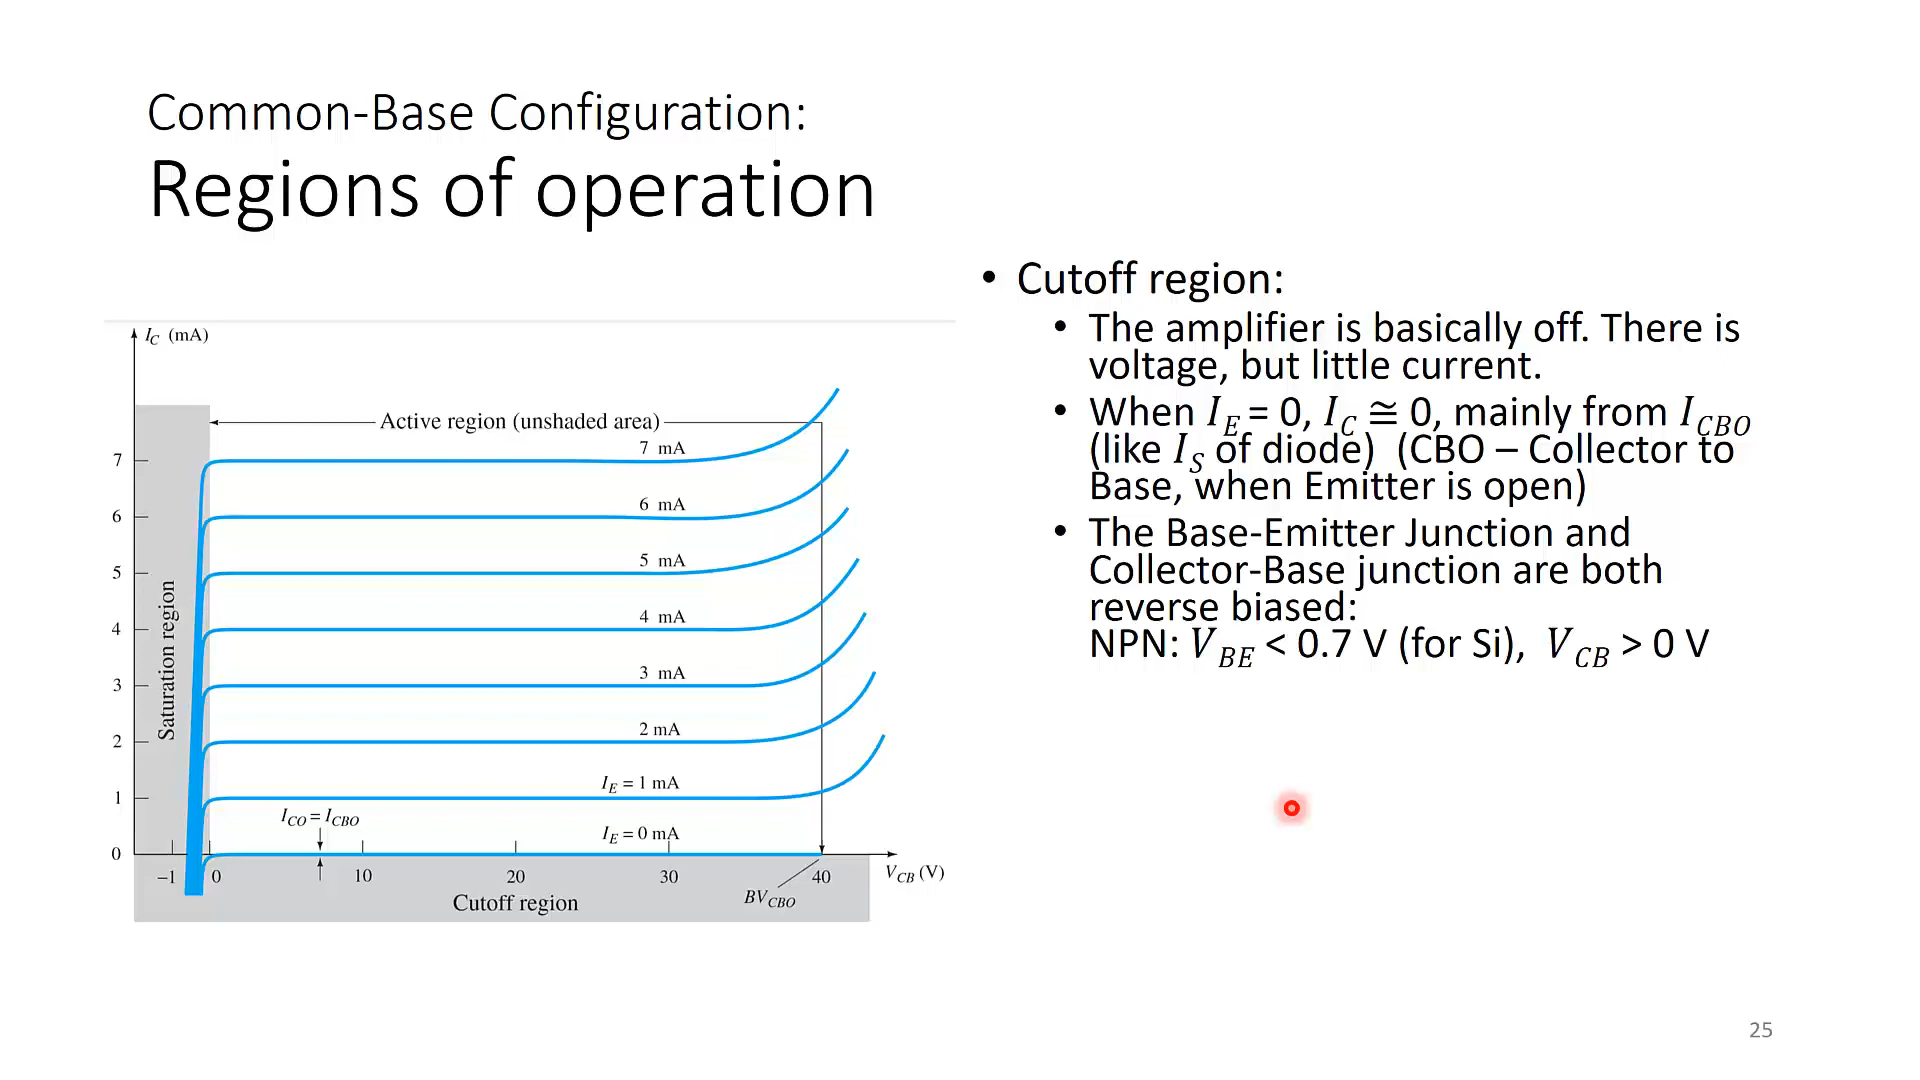 Common-Base Configuration:
Regions of operation
• Cutoff region:
• The amplifier is basically off. There is
voltage, but little current.
• When I_E = 0, I_C ≅ 0, mainly from I_CBO
(like I_S of diode) (CBO – Collector to
Base, when Emitter is open)
• The Base-Emitter Junction and
Collector-Base junction are both
reverse biased:
NPN: V_BE < 0.7 V (for Si), V_CB > 0 V
I_C (mA)
Active region (unshaded area)
7 mA
7
6 mA
6
5 mA
5
4 mA
4
3 mA
3
2 mA
2
I_E = 1 mA
1
I_CO = I_CBO
I_E = 0 mA
0
Saturation region
−1 0 10 20 30 40 V_CB (V)
BV_CBO
Cutoff region
25